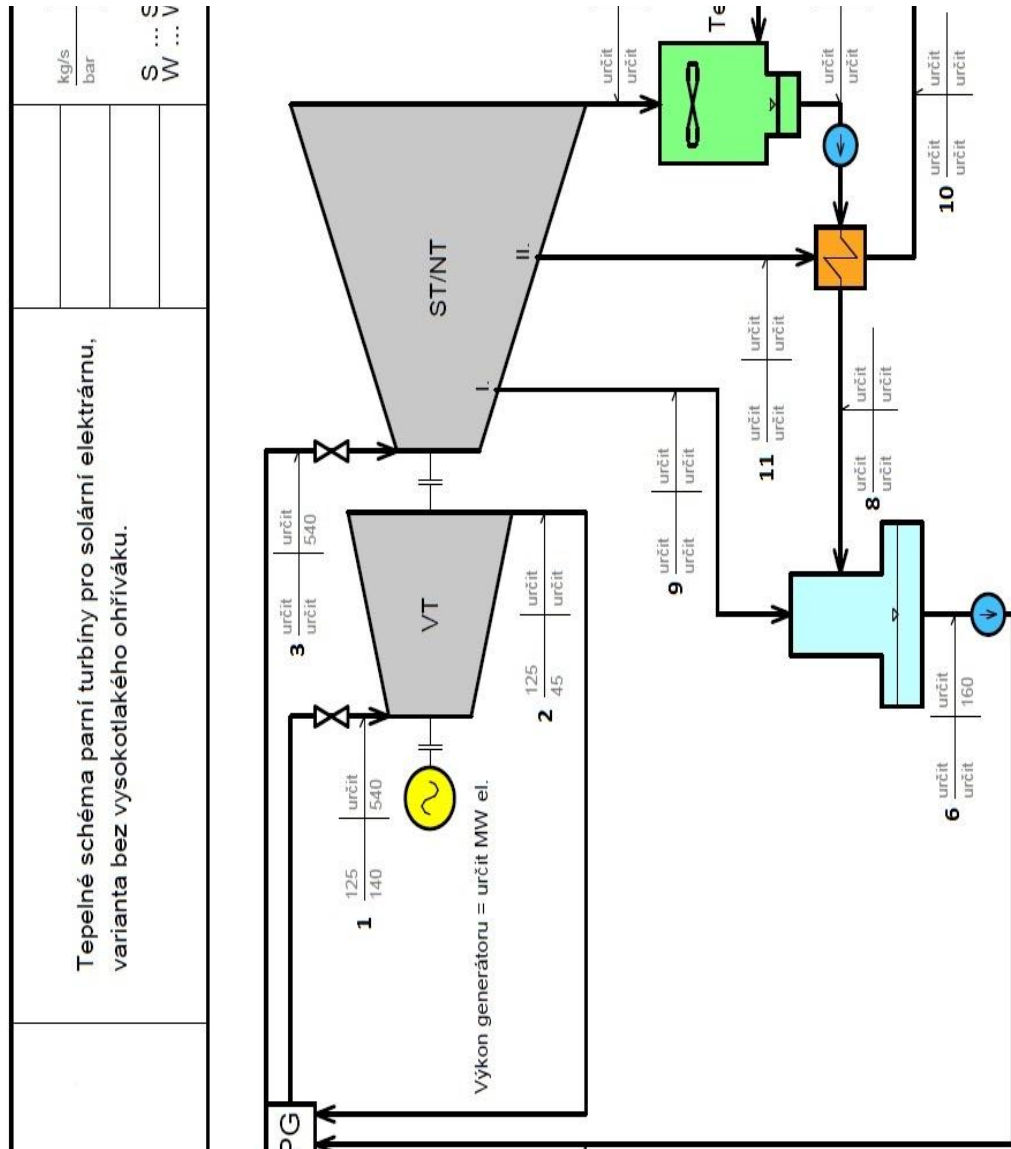 Tepelné schéma parní turbíny pro solární elektrárnu,
varianta bez vysokotlakého ohříváku.
kg/s
bar
S ...
W ...
PG
3
určit
určit
určit
540
1
125
140
určit
540
VT
ST/NT
I.
II.
Výkon generátoru = určit MW el.
2
125
45
určit
určit
určit
určit
9
určit
určit
určit
určit
11
určit
určit
určit
určit
8
určit
určit
určit
určit
určit
určit
6
určit
určit
určit
160
10
určit
určit
určit
určit